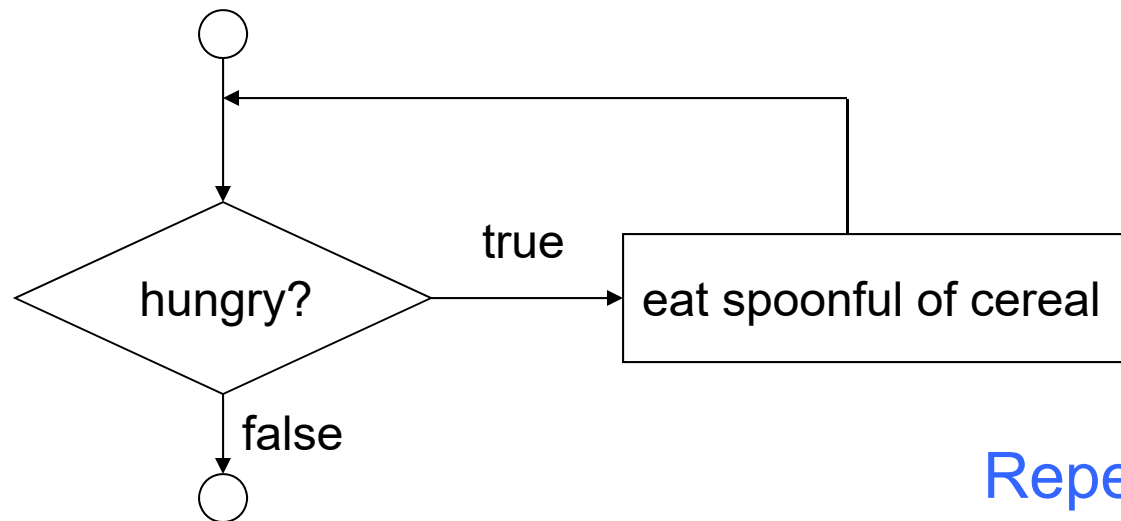 true
hungry?
eat spoonful of cereal
false
Repe